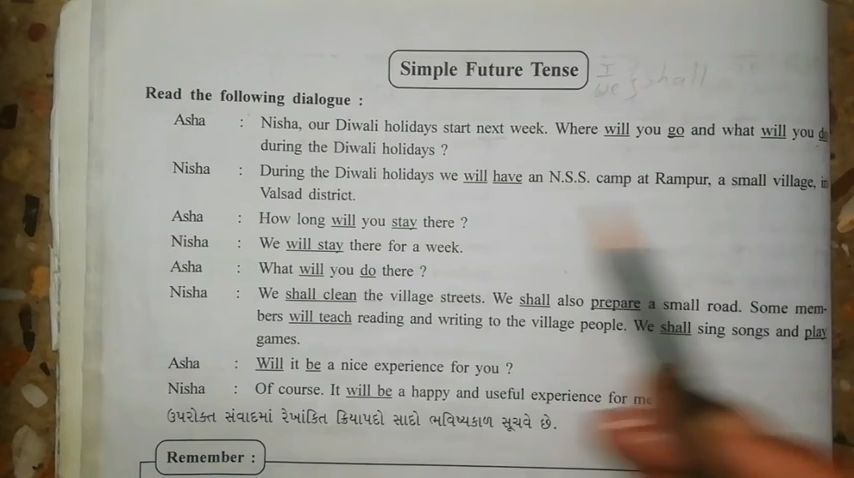 Simple Future Tense
I
we } shall
Read the following dialogue :
Asha : Nisha, our Diwali holidays start next week. Where will you go and what will you do
during the Diwali holidays ?
Nisha : During the Diwali holidays we will have an N.S.S. camp at Rampur, a small village, in
Valsad district.
Asha : How long will you stay there ?
Nisha : We will stay there for a week.
Asha : What will you do there ?
Nisha : We shall clean the village streets. We shall also prepare a small road. Some mem-
bers will teach reading and writing to the village people. We shall sing songs and play
games.
Asha : Will it be a nice experience for you ?
Nisha : Of course. It will be a happy and useful experience for me
ઉપરોક્ત સંવાદમાં રેખાંકિત ક્રિયાપદો સાદો ભવિષ્યકાળ સૂચવે છે.
Remember :